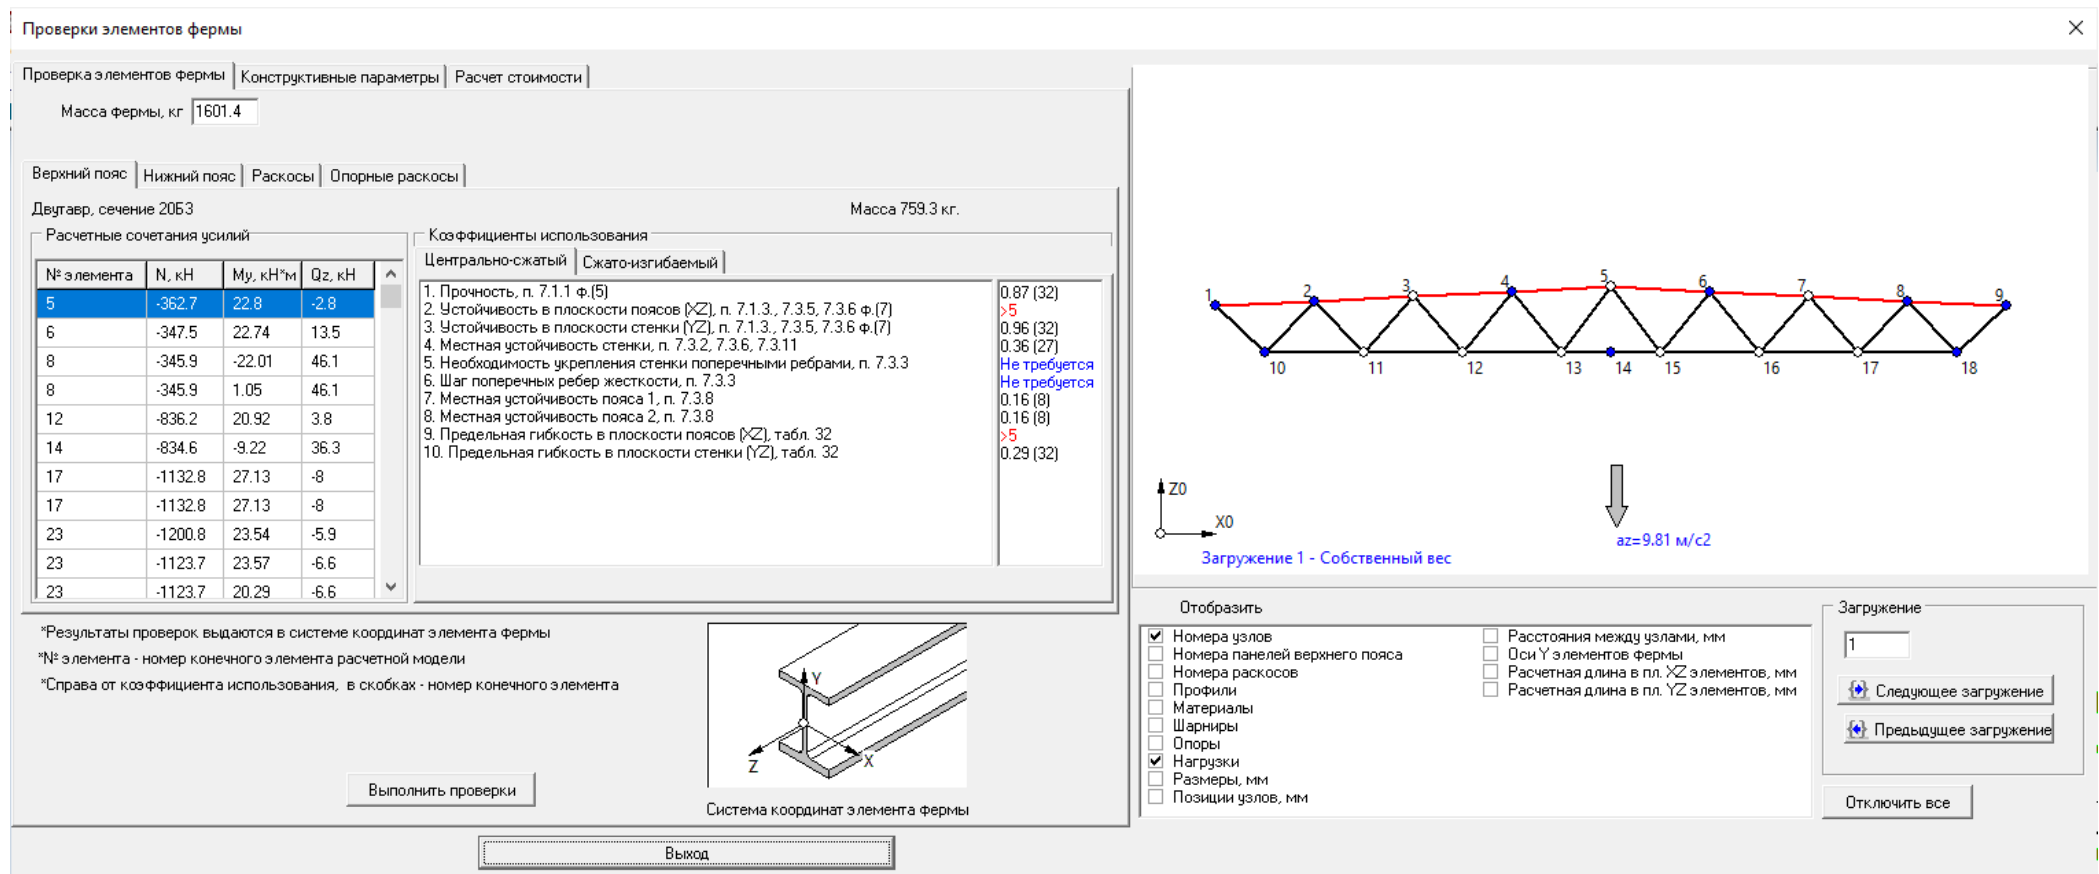 Проверки элементов фермы
Проверка элементов фермы Конструктивные параметры Расчет стоимости
Масса фермы, кг 1601.4
Верхний пояс Нижний пояс Раскосы Опорные раскосы
Двутавр, сечение 20Б3 Масса 759.3 кг.
Расчетные сочетания усилий
№ элемента N, кН My, кН*м Qz, кН
5 -362.7 22.8 -2.8
6 -347.5 22.74 13.5
8 -345.9 -22.01 46.1
8 -345.9 1.05 46.1
12 -836.2 20.92 3.8
14 -834.6 -9.22 36.3
17 -1132.8 27.13 -8
17 -1132.8 27.13 -8
23 -1200.8 23.54 -5.9
23 -1123.7 23.57 -6.6
23 -1123.7 20.29 -6.6
Коэффициенты использования
Центрально-сжатый Сжато-изгибаемый
1. Прочность, п. 7.1.1 ф.(5) 0.87 (32)
2. Устойчивость в плоскости поясов (XZ), п. 7.1.3., 7.3.5, 7.3.6 ф.(7) >5
3. Устойчивость в плоскости стенки (YZ), п. 7.1.3., 7.3.5, 7.3.6 ф.(7) 0.96 (32)
4. Местная устойчивость стенки, п. 7.3.2, 7.3.6, 7.3.11 0.36 (27)
5. Необходимость укрепления стенки поперечными ребрами, п. 7.3.3 Не требуется
6. Шаг поперечных ребер жесткости, п. 7.3.3 Не требуется
7. Местная устойчивость пояса 1, п. 7.3.8 0.16 (8)
8. Местная устойчивость пояса 2, п. 7.3.8 0.16 (8)
9. Предельная гибкость в плоскости поясов (XZ), табл. 32 >5
10. Предельная гибкость в плоскости стенки (YZ), табл. 32 0.29 (32)
*Результаты проверок выдаются в системе координат элемента фермы
*№ элемента - номер конечного элемента расчетной модели
*Справа от коэффициента использования, в скобках - номер конечного элемента
Y
Z X
Система координат элемента фермы
Выполнить проверки
Выход
1 2 3 4 5 6 7 8 9
10 11 12 13 14 15 16 17 18
Z0
X0
az=9.81 м/с2
Загружение 1 - Собственный вес
Отобразить
Номера узлов
Номера панелей верхнего пояса
Номера раскосов
Профили
Материалы
Шарниры
Опоры
Нагрузки
Размеры, мм
Позиции узлов, мм
Расстояния между узлами, мм
Оси Y элементов фермы
Расчетная длина в пл. XZ элементов, мм
Расчетная длина в пл. YZ элементов, мм
Загружение
1
Следующее загружение
Предыдущее загружение
Отключить все